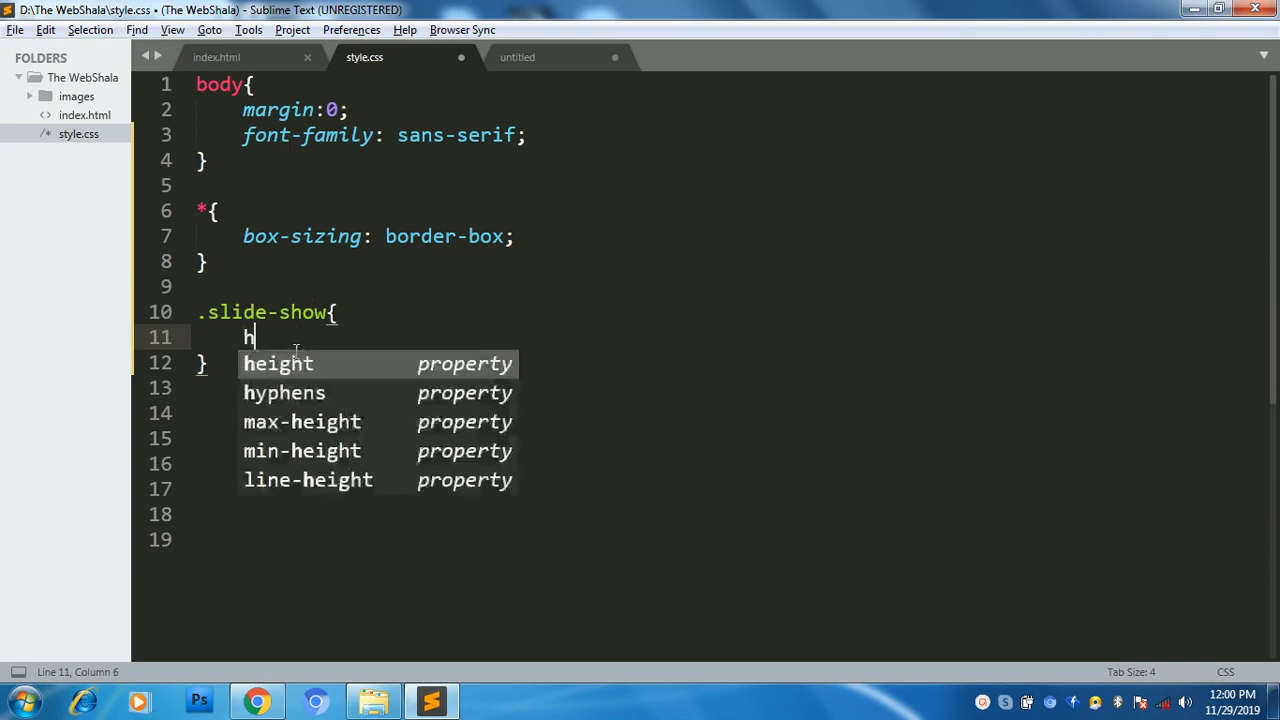 D:\The WebShala\style.css • (The WebShala) - Sublime Text (UNREGISTERED)
File Edit Selection Find View Goto Tools Project Preferences Help Browser Sync
FOLDERS
The WebShala
images
index.html
style.css
index.html × style.css untitled
1 body{
2 margin:0;
3 font-family: sans-serif;
4 }
5
6 *{
7 box-sizing: border-box;
8 }
9
10 .slide-show{
11 h
12 }
height property
13
hyphens property
14
max-height property
15
min-height property
16
line-height property
17
18
19
Line 11, Column 6 Tab Size: 4 CSS
Ps
12:00 PM
11/29/2019